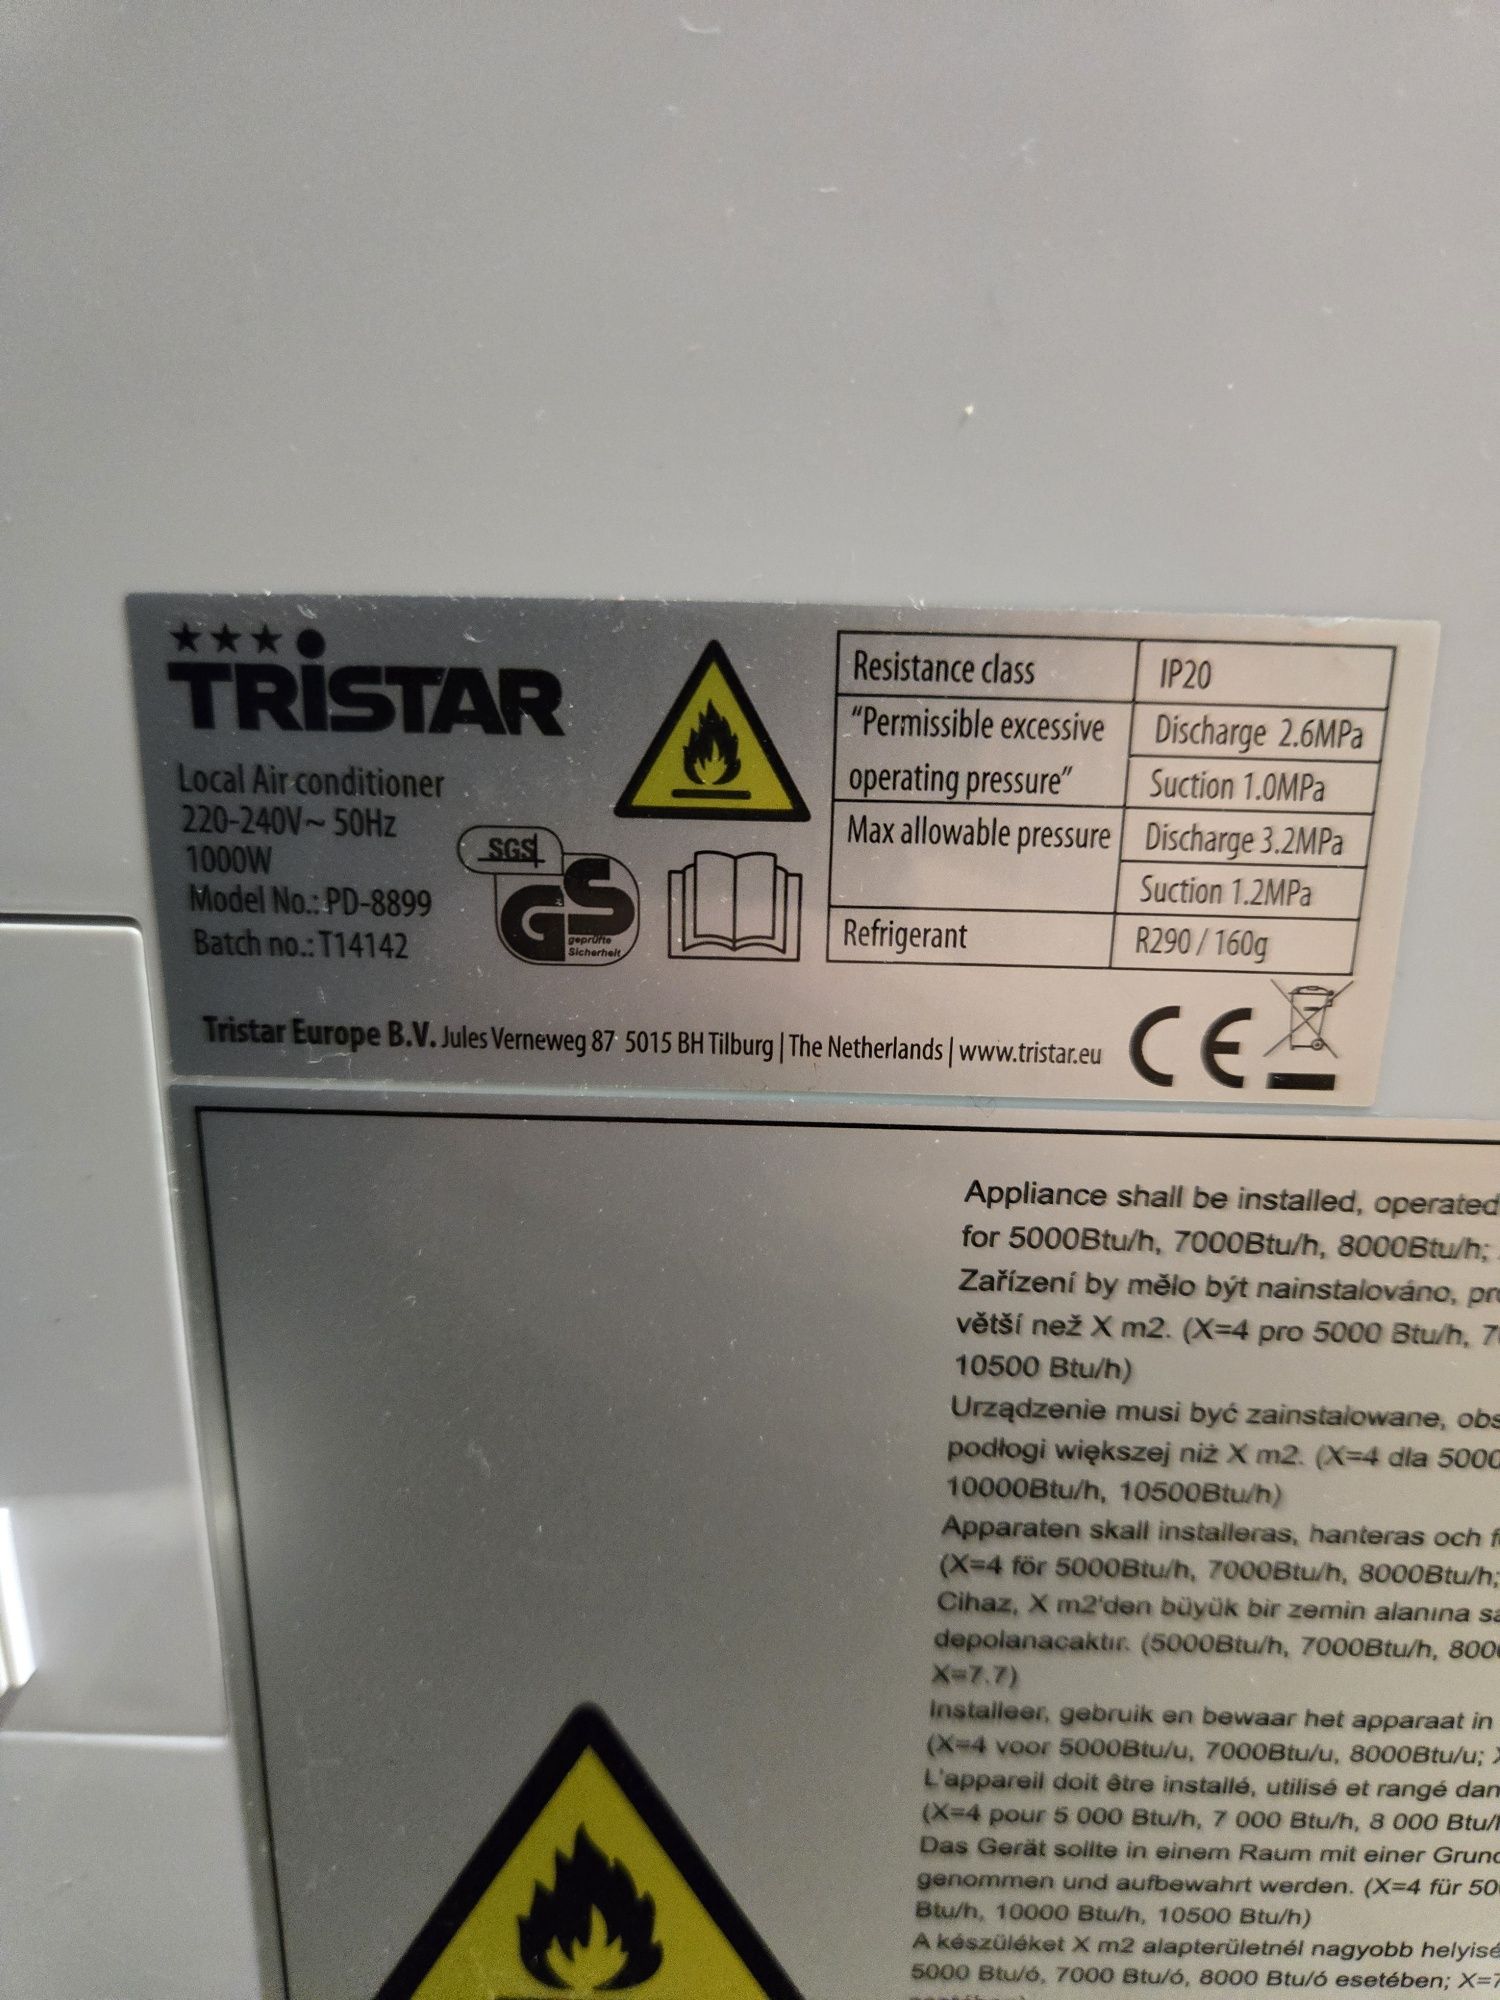 TRiSTAR
Local Air conditioner
220-240V~ 50Hz
1000W
Model No.: PD-8899
Batch no.: T14142
SGS
GS
geprüfte
Sicherheit
Resistance class IP20
"Permissible excessive operating pressure" Discharge 2.6MPa
Suction 1.0MPa
Max allowable pressure Discharge 3.2MPa
Suction 1.2MPa
Refrigerant R290 / 160g
Tristar Europe B.V. Jules Verneweg 87 5015 BH Tilburg | The Netherlands | www.tristar.eu
CE
Appliance shall be installed, operated
for 5000Btu/h, 7000Btu/h, 8000Btu/h;
Zařízení by mělo být nainstalováno,
větší než X m2. (X=4 pro 5000 Btu/h,
10500 Btu/h)
Urządzenie musi być zainstalowane,
podłogi większej niż X m2. (X=4 dla 5000
10000Btu/h, 10500Btu/h)
Apparaten skall installeras, hanteras och
(X=4 för 5000Btu/h, 7000Btu/h, 8000Btu/h;
Cihaz, X m2'den büyük bir zemin alanına
depolanacaktır. (5000Btu/h, 7000Btu/h,
X=7.7)
Installeer, gebruik en bewaar het apparaat in
(X=4 voor 5000Btu/u, 7000Btu/u, 8000Btu/u;
L'appareil doit être installé, utilisé et rangé
(X=4 pour 5 000 Btu/h, 7 000 Btu/h, 8 000
Das Gerät sollte in einem Raum mit einer
genommen und aufbewahrt werden. (X=4 für
Btu/h, 10000 Btu/h, 10500 Btu/h)
A készüléket X m2 alapterületnél nagyobb
5000 Btu/ó, 7000 Btu/ó, 8000 Btu/ó esetében;